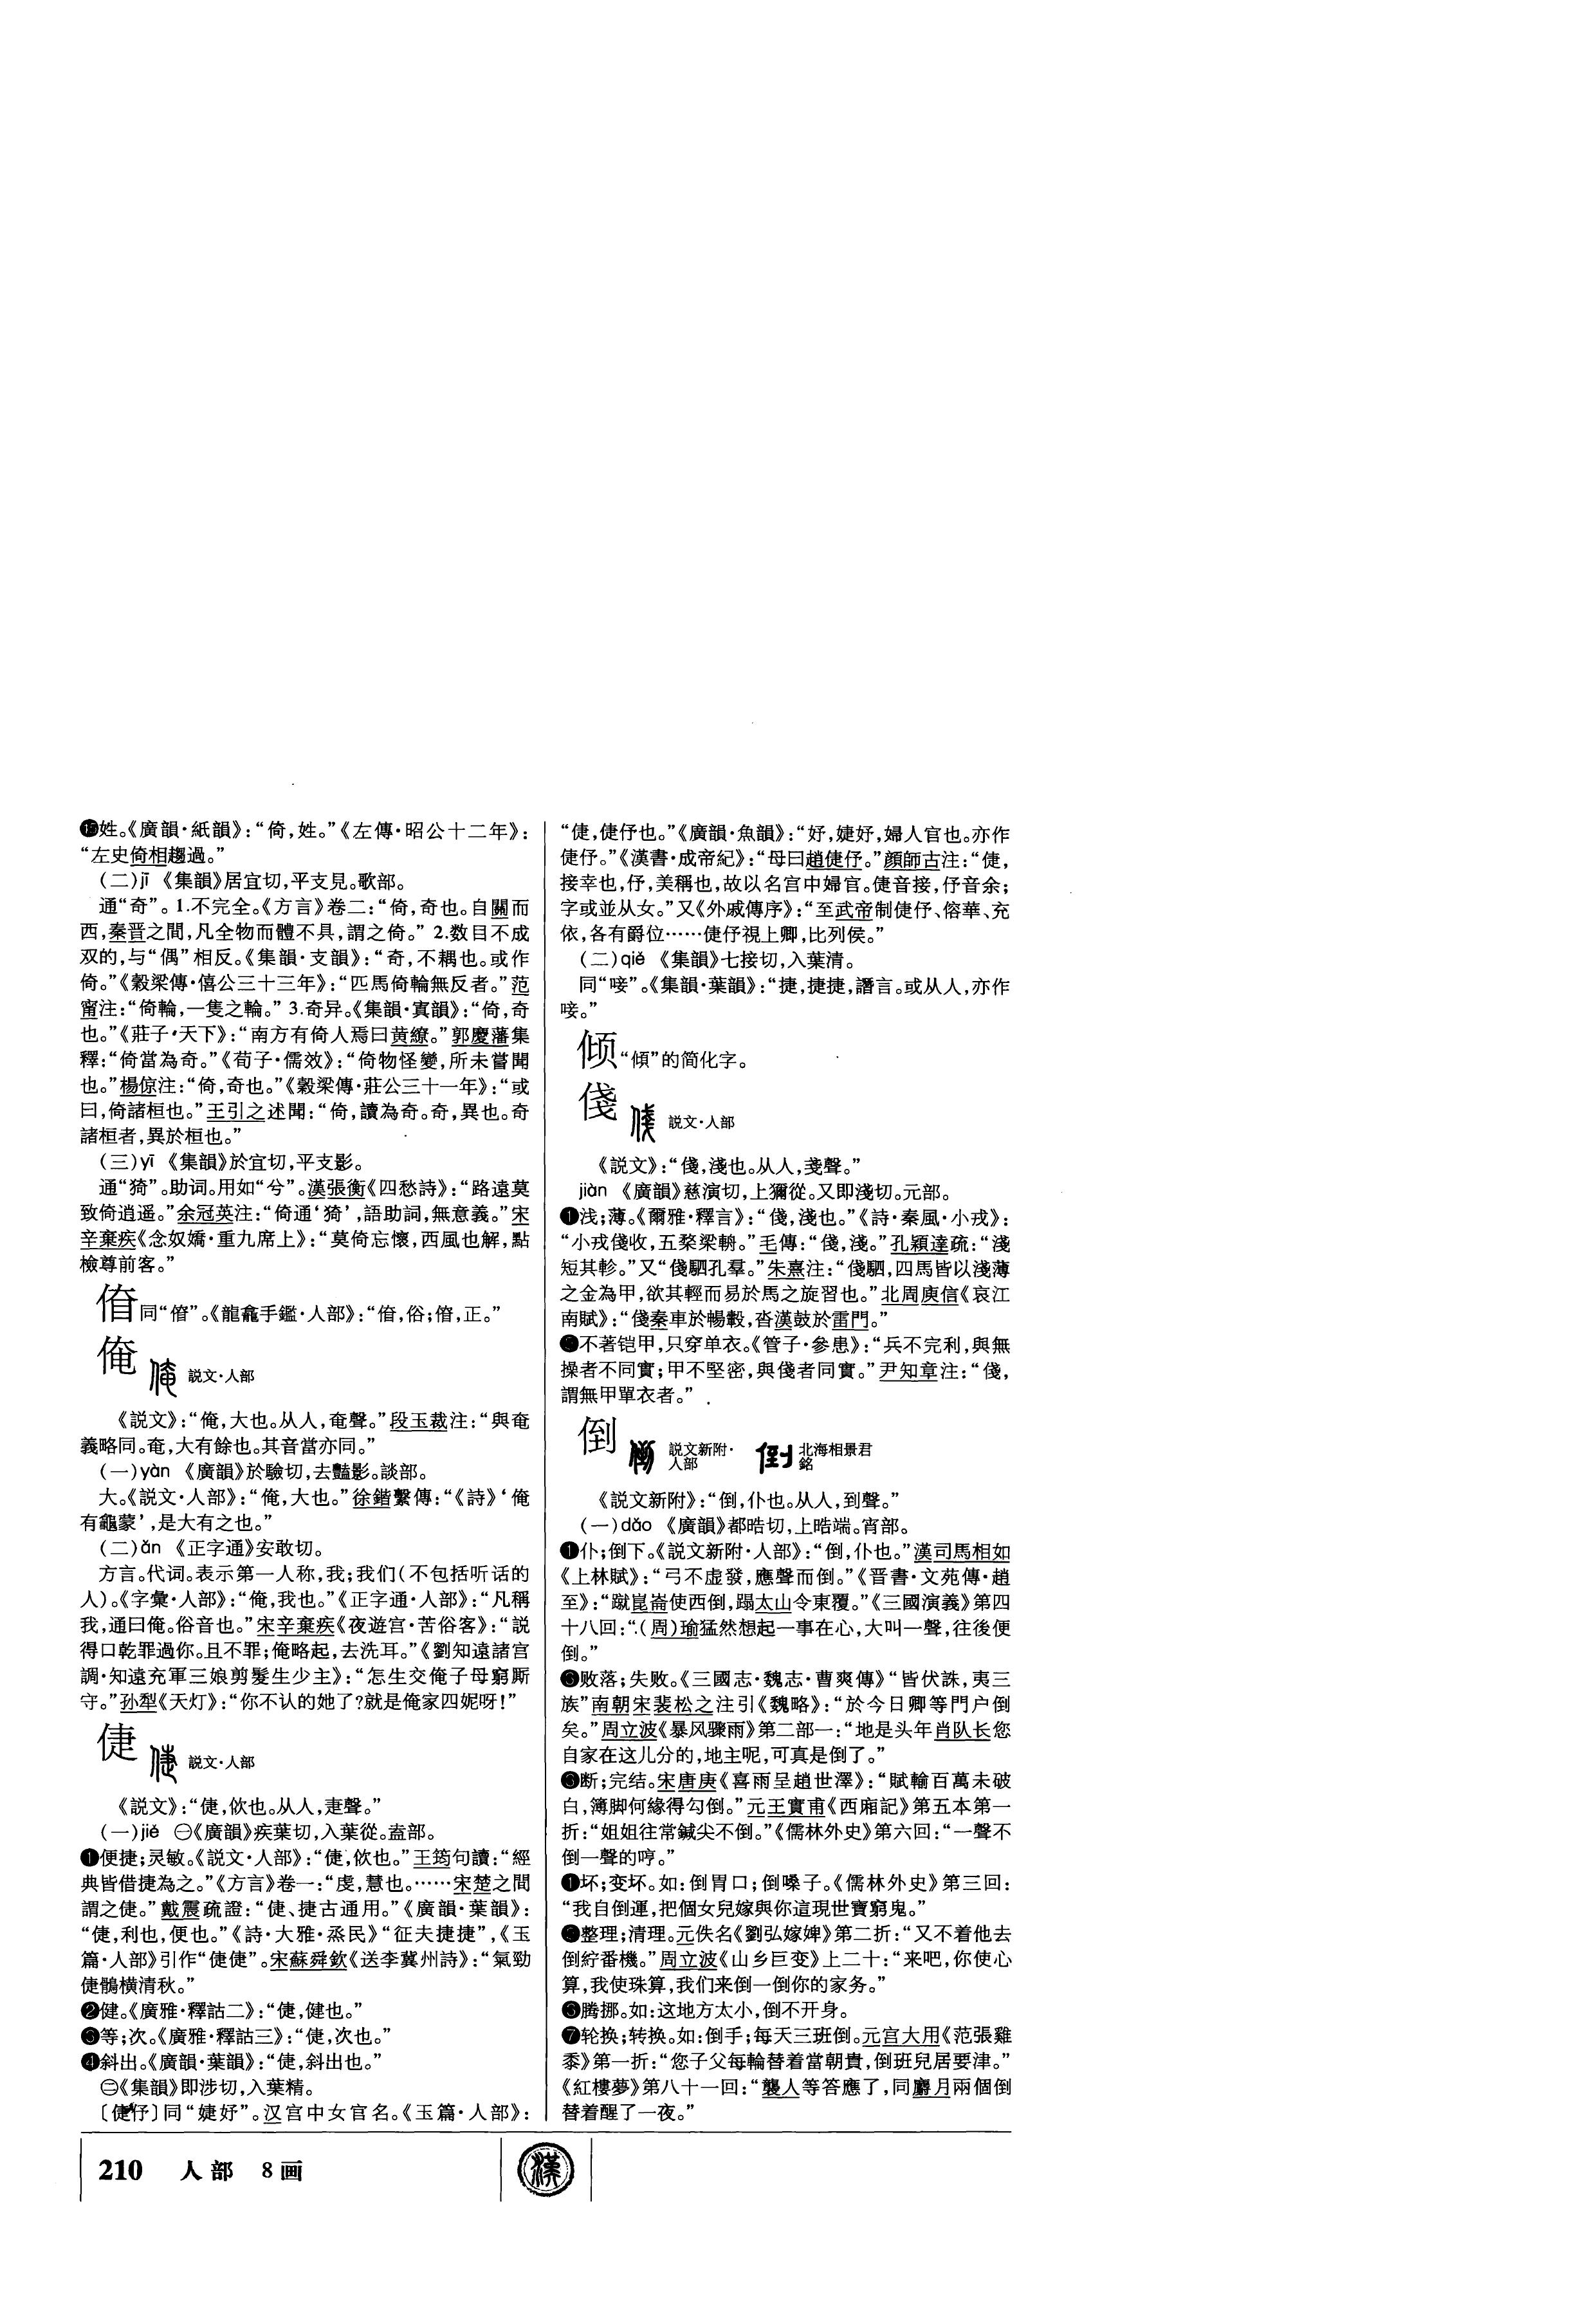 ⓱姓。《廣韻·紙韻》：“倚，姓。”《左傳·昭公十二年》：
“左史倚相趨過。”
（二）jī 《集韻》居宜切，平支見。歌部。
通“奇”。1.不完全。《方言》卷二：“倚，奇也。自關而
西，秦晋之間，凡全物而體不具，謂之倚。” 2.数目不成
双的，与“偶”相反。《集韻·支韻》：“奇，不耦也。或作
倚。”《穀梁傳·僖公三十三年》：“匹馬倚輪無反者。”范
甯注：“倚輪，一隻之輪。” 3.奇异。《集韻·寘韻》：“倚，奇
也。”《莊子·天下》：“南方有倚人焉曰黄繚。”郭慶藩集
釋：“倚當為奇。”《荀子·儒效》：“倚物怪變，所未嘗聞
也。”楊倞注：“倚，奇也。”《穀梁傳·莊公三十一年》：“或
曰，倚諸桓也。”王引之述聞：“倚，讀為奇。奇，異也。奇
諸桓者，異於桓也。”
（三）yī 《集韻》於宜切，平支影。
通“猗”。助词。用如“兮”。漢張衡《四愁詩》：“路遠莫
致倚逍遥。”余冠英注：“倚通‘猗’，語助詞，無意義。”宋
辛棄疾《念奴嬌·重九席上》：“莫倚忘懷，西風也解，點
檢尊前客。”
同“偺”。《龍龕手鑑·人部》：“俗；偺，正。”
俺 説文·人部
《説文》：“俺，大也。从人，奄聲。”段玉裁注：“與奄
義略同。奄，大有餘也。其音當亦同。”
（一）yàn 《廣韻》於驗切，去豔影。談部。
大。《説文·人部》：“俺，大也。”徐鍇繫傳：“《詩》‘俺
有龜蒙’，是大有之也。”
（二）ǎn 《正字通》安敢切。
方言。代词。表示第一人称，我；我们（不包括听话的
人）。《字彙·人部》：“俺，我也。”《正字通·人部》：“凡稱
我，通曰俺。俗音也。”宋辛棄疾《夜遊宫·苦俗客》：“説
得口乾罪過你。且不罪；俺略起，去洗耳。”《劉知遠諸宫
調·知遠充軍三娘剪髮生少主》：“怎生交俺子母窮厮
守。”孙犁《天灯》：“你不认的她了？就是俺家四妮呀！”
倢 説文·人部
《説文》：“倢，佽也。从人，疌聲。”
（一）jié ㊀《廣韻》疾葉切，入葉從。盍部。
❶便捷；灵敏。《説文·人部》：“倢，佽也。”王筠句讀：“經
典皆借捷為之。”《方言》卷一：“虔，慧也。……宋楚之間
謂之倢。”戴震疏證：“倢、捷古通用。”《廣韻·葉韻》：
“倢，利也，便也。”《詩·大雅·烝民》“征夫捷捷”，《玉
篇·人部》引作“倢倢”。宋蘇舜欽《送李冀州詩》：“氣勁
倢鶻横清秋。”
❷健。《廣雅·釋詁二》：“倢，健也。”
❸等；次。《廣雅·釋詁三》：“倢，次也。”
❹斜出。《廣韻·葉韻》：“倢，斜出也。”
㊁《集韻》即涉切，入葉精。
〔倢伃〕同“婕妤”。汉宫中女官名。《玉篇·人部》：
“倢，倢伃也。”《廣韻·魚韻》：“妤，婕妤，婦人官也。亦作
倢伃。”《漢書·成帝紀》：“母曰趙倢伃。”顔師古注：“倢，
接幸也，伃，美稱也，故以名宫中婦官。倢音接，伃音余；
字或並从女。”又《外戚傳序》：“至武帝制倢伃、傛華、充
依，各有爵位……倢伃視上卿，比列侯。”
（二）qiè 《集韻》七接切，入葉清。
同“唼”。《集韻·葉韻》：“捷，捷捷，譖言。或从人，亦作
唼。”
倾“傾”的简化字。
俴 説文·人部
《説文》：“俴，淺也。从人，戔聲。”
jiàn 《廣韻》慈演切，上獮從。又即淺切。元部。
❶浅；薄。《爾雅·釋言》：“俴，淺也。”《詩·秦風·小戎》：
“小戎俴收，五楘梁輈。”毛傳：“俴，淺。”孔穎達疏：“淺
短其軫。”又“俴駟孔羣。”朱熹注：“俴駟，四馬皆以淺薄
之金為甲，欲其輕而易於馬之旋習也。”北周庾信《哀江
南賦》：“俴秦車於暢轂，沓漢鼓於雷門。”
❷不著铠甲，只穿单衣。《管子·參患》：“兵不完利，與無
操者不同實；甲不堅密，與俴者同實。”尹知章注：“俴，
謂無甲單衣者。”
倒 説文新附·人部 北海相景君銘
《説文新附》：“倒，仆也。从人，到聲。”
（一）dǎo 《廣韻》都晧切，上晧端。宵部。
❶仆；倒下。《説文新附·人部》：“倒，仆也。”漢司馬相如
《上林賦》：“弓不虚發，應聲而倒。”《晋書·文苑傳·趙
至》：“蹴崑崙使西倒，蹋太山令東覆。”《三國演義》第四
十八回：“（周）瑜猛然想起一事在心，大叫一聲，往後便
倒。”
❸败落；失败。《三國志·魏志·曹爽傳》“皆伏誅，夷三
族”南朝宋裴松之注引《魏略》：“於今日卿等門户倒
矣。”周立波《暴风骤雨》第二部一：“地是头年肖队长您
自家在这儿分的，地主呢，可真是倒了。”
❸断；完结。宋唐庚《喜雨呈趙世澤》：“賦輸百萬未破
白，簿脚何緣得勾倒。”元王實甫《西廂記》第五本第一
折：“姐姐往常鍼尖不倒。”《儒林外史》第六回：“一聲不
倒一聲的哼。”
❶坏；变坏。如：倒胃口；倒嗓子。《儒林外史》第三回：
“我自倒運，把個女兒嫁與你這現世寶窮鬼。”
❷整理；清理。元佚名《劉弘嫁婢》第二折：“又不着他去
倒紵番機。”周立波《山乡巨变》上二十：“来吧，你使心
算，我使珠算，我们来倒一倒你的家务。”
❸腾挪。如：这地方太小，倒不开身。
❼轮换；转换。如：倒手；每天三班倒。元宫大用《范張雞
黍》第一折：“您子父每輪替着當朝貴，倒班兒居要津。”
《紅樓夢》第八十一回：“襲人等答應了，同麝月兩個倒
替着醒了一夜。”
210 人部 8画
漢